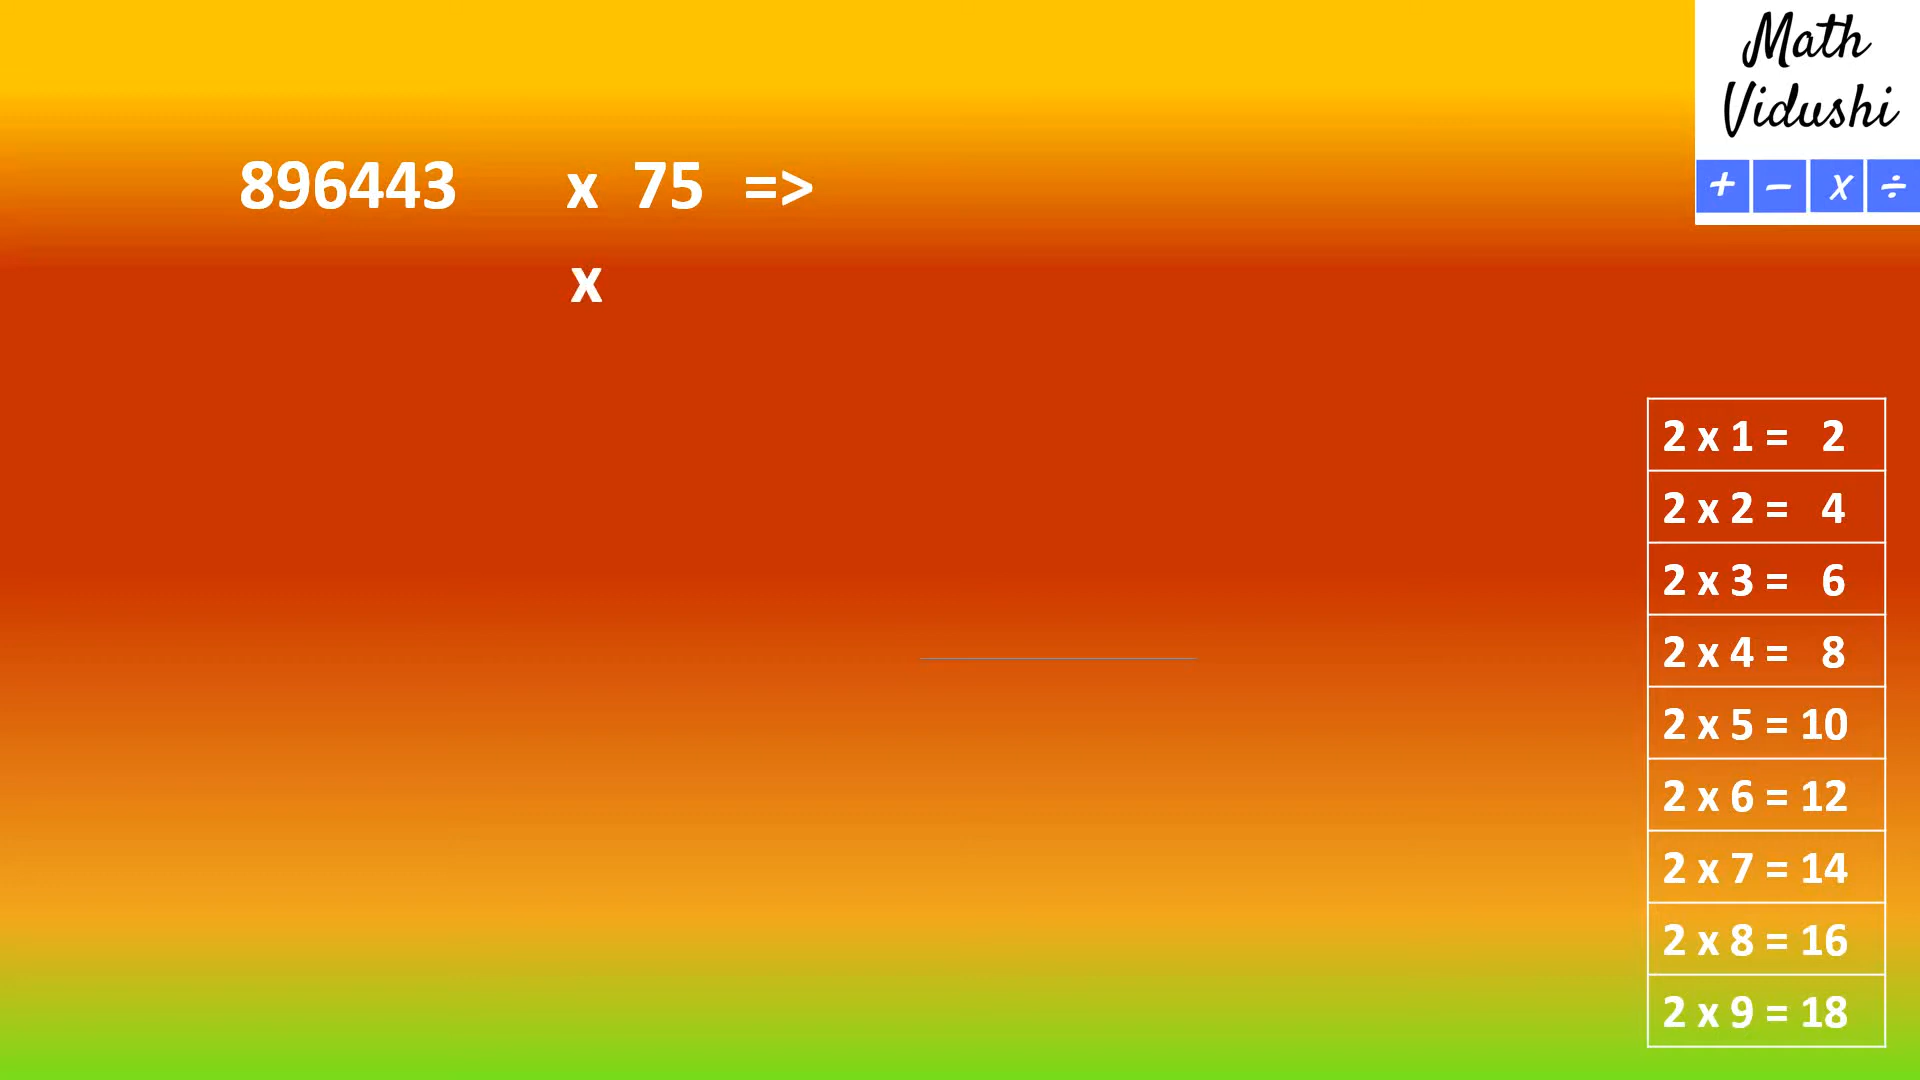 Math
Vidushi
+ − x ÷
896443 x 75 =>
x
2 x 1 = 2
2 x 2 = 4
2 x 3 = 6
2 x 4 = 8
2 x 5 = 10
2 x 6 = 12
2 x 7 = 14
2 x 8 = 16
2 x 9 = 18